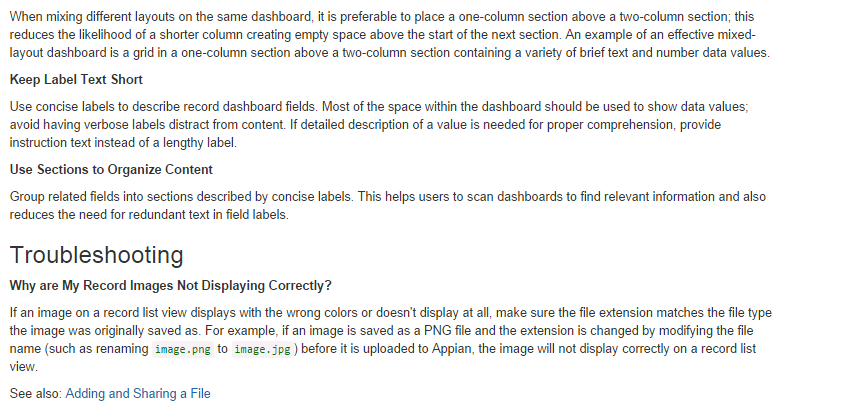 When mixing different layouts on the same dashboard, it is preferable to place a one-column section above a two-column section; this
reduces the likelihood of a shorter column creating empty space above the start of the next section. An example of an effective mixed-
layout dashboard is a grid in a one-column section above a two-column section containing a variety of brief text and number data values.
Keep Label Text Short
Use concise labels to describe record dashboard fields. Most of the space within the dashboard should be used to show data values;
avoid having verbose labels distract from content. If detailed description of a value is needed for proper comprehension, provide
instruction text instead of a lengthy label.
Use Sections to Organize Content
Group related fields into sections described by concise labels. This helps users to scan dashboards to find relevant information and also
reduces the need for redundant text in field labels.
Troubleshooting
Why are My Record Images Not Displaying Correctly?
If an image on a record list view displays with the wrong colors or doesn't display at all, make sure the file extension matches the file type
the image was originally saved as. For example, if an image is saved as a PNG file and the extension is changed by modifying the file
name (such as renaming image.png to image.jpg ) before it is uploaded to Appian, the image will not display correctly on a record list
view.
See also: Adding and Sharing a File